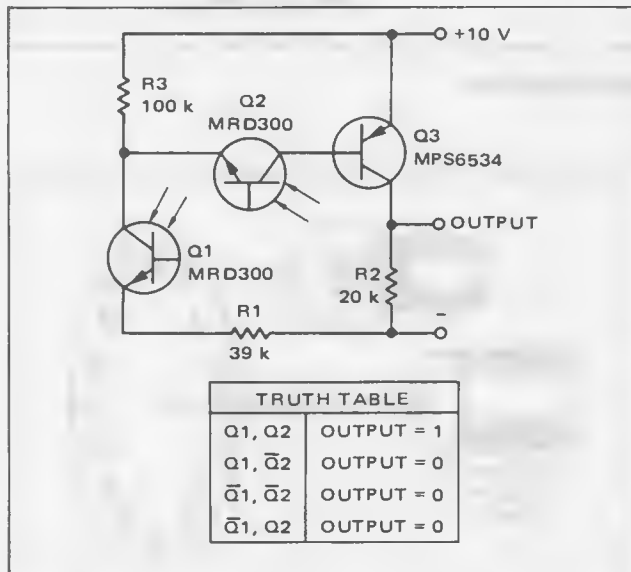 +10 V
R3
100 k
Q2
MRD300
Q3
MPS6534
OUTPUT
Q1
MRD300
R2
20 k
R1
39 k
–
TRUTH TABLE
Q1, Q2 OUTPUT = 1
Q1, Q̅2 OUTPUT = 0
Q̅1, Q̅2 OUTPUT = 0
Q̅1, Q2 OUTPUT = 0